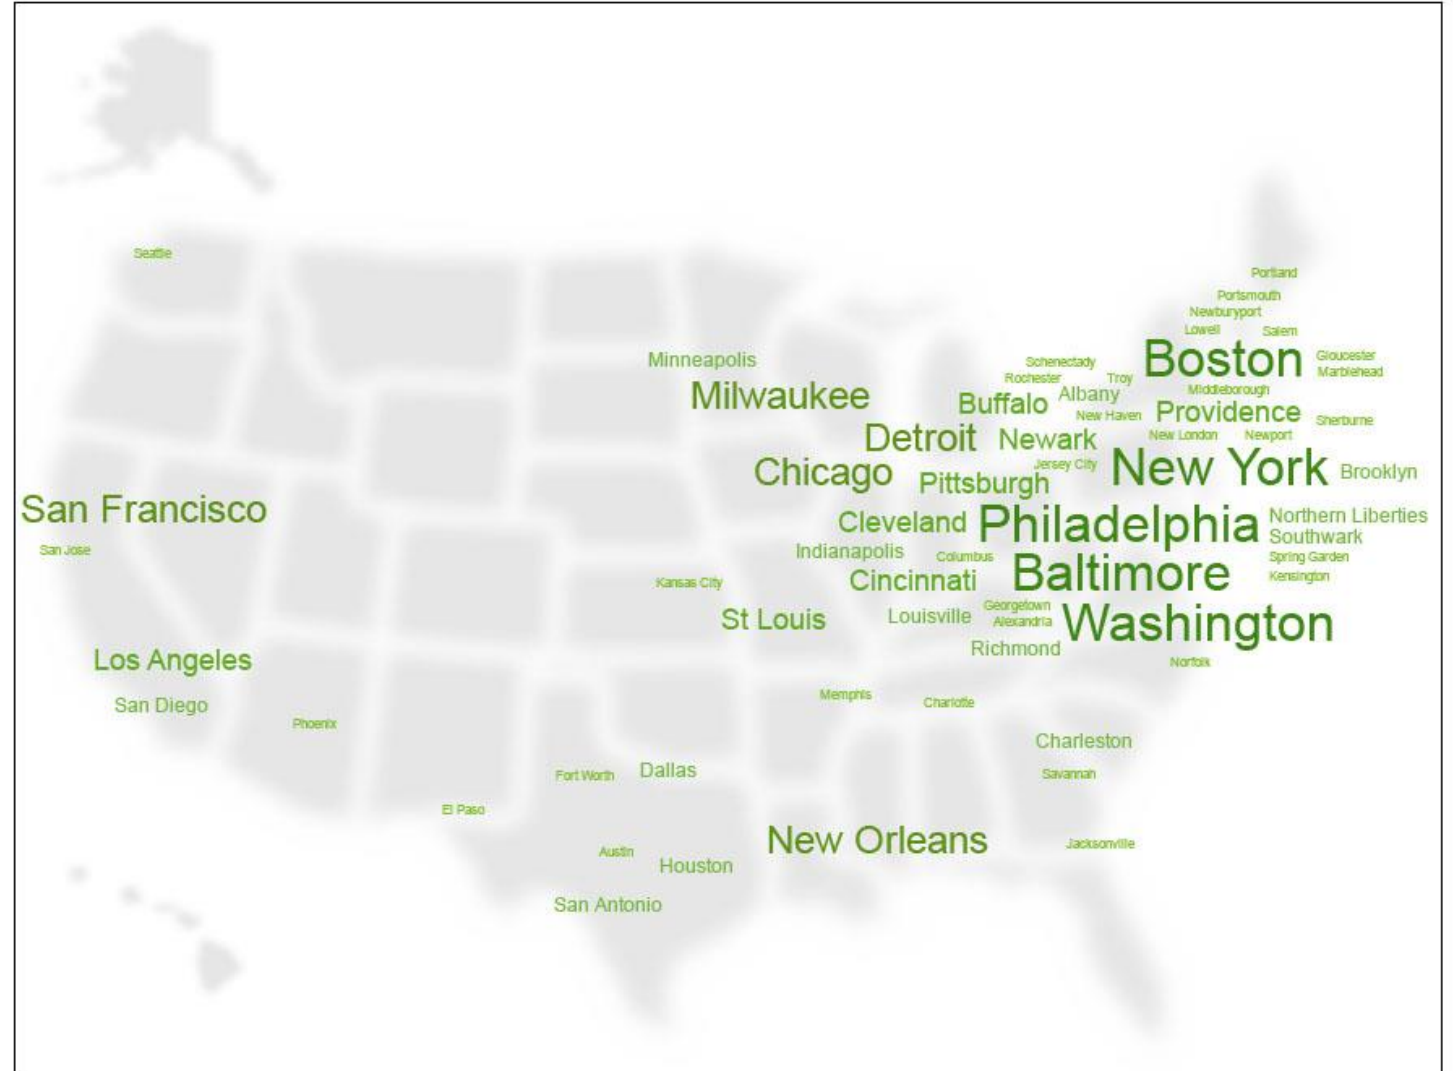 Seattle
Portland
Portsmouth
Newburyport
Lowell
Salem
Boston
Gloucester
Marblehead
Minneapolis
Schenectady
Rochester
Troy
Middleborough
Milwaukee
Buffalo
Albany
New Haven
Providence
Sherburne
Detroit
Newark
New London
Newport
Chicago
Pittsburgh
Jersey City
New York
Brooklyn
San Francisco
Cleveland
Philadelphia
Northern Liberties
Southwark
San Jose
Indianapolis
Columbus
Spring Garden
Baltimore
Kensington
Kansas City
Cincinnati
St Louis
Louisville
Georgetown
Alexandria
Washington
Richmond
Los Angeles
Norfolk
San Diego
Memphis
Charlotte
Phoenix
Charleston
Fort Worth
Dallas
Savannah
El Paso
New Orleans
Jacksonville
Austin
Houston
San Antonio